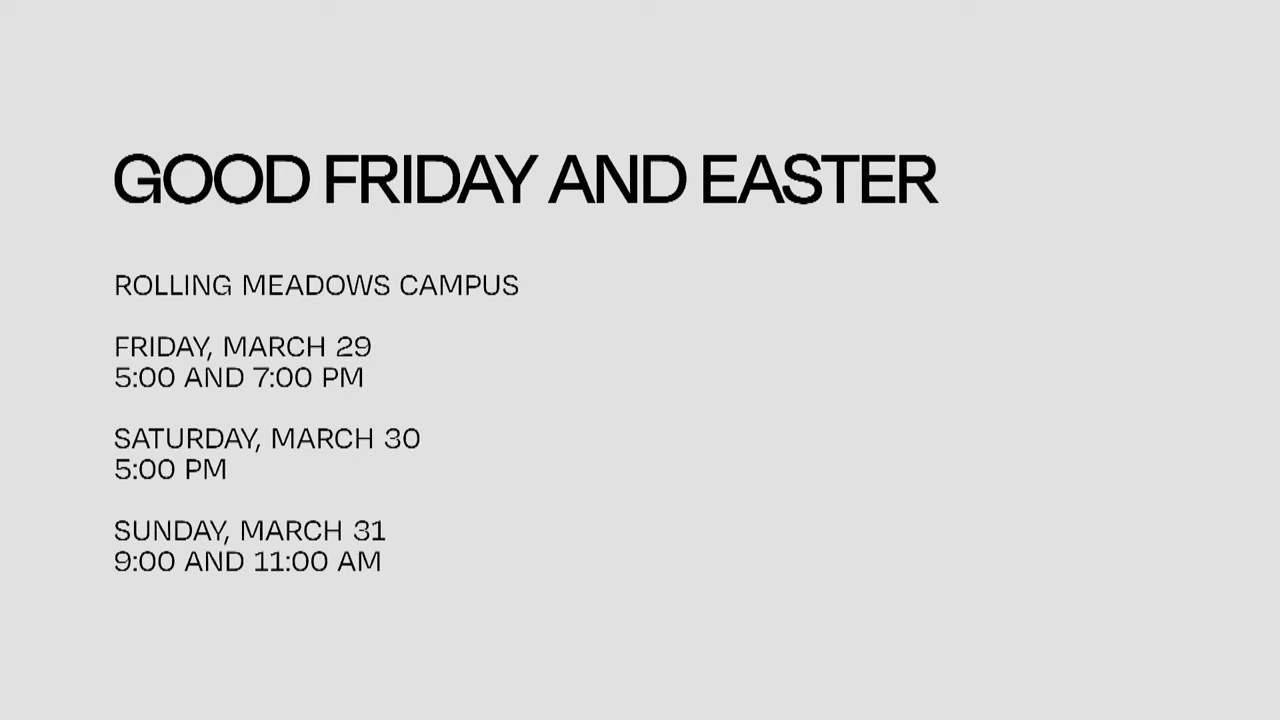 GOOD FRIDAY AND EASTER
ROLLING MEADOWS CAMPUS
FRIDAY, MARCH 29
5:00 AND 7:00 PM
SATURDAY, MARCH 30
5:00 PM
SUNDAY, MARCH 31
9:00 AND 11:00 AM